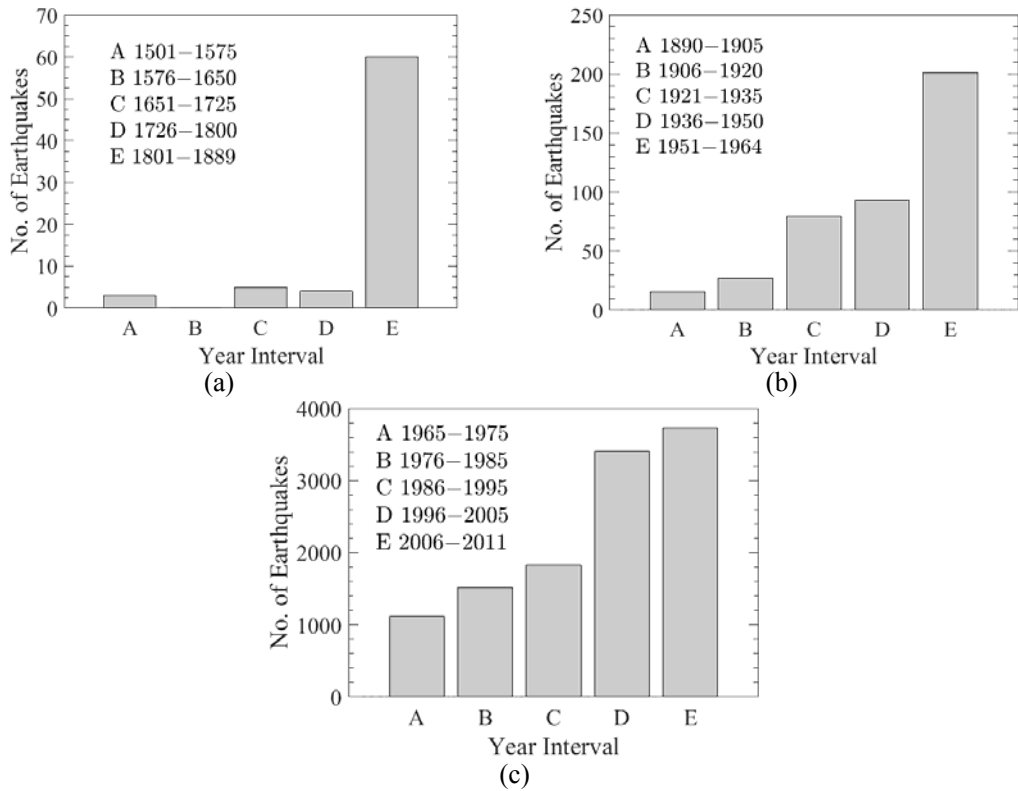 70
60
50
40
30
20
10
0
No. of Earthquakes
A 1501−1575
B 1576−1650
C 1651−1725
D 1726−1800
E 1801−1889
A B C D E
Year Interval
(a)
250
200
150
100
50
0
No. of Earthquakes
A 1890−1905
B 1906−1920
C 1921−1935
D 1936−1950
E 1951−1964
A B C D E
Year Interval
(b)
4000
3000
2000
1000
0
No. of Earthquakes
A 1965−1975
B 1976−1985
C 1986−1995
D 1996−2005
E 2006−2011
A B C D E
Year Interval
(c)